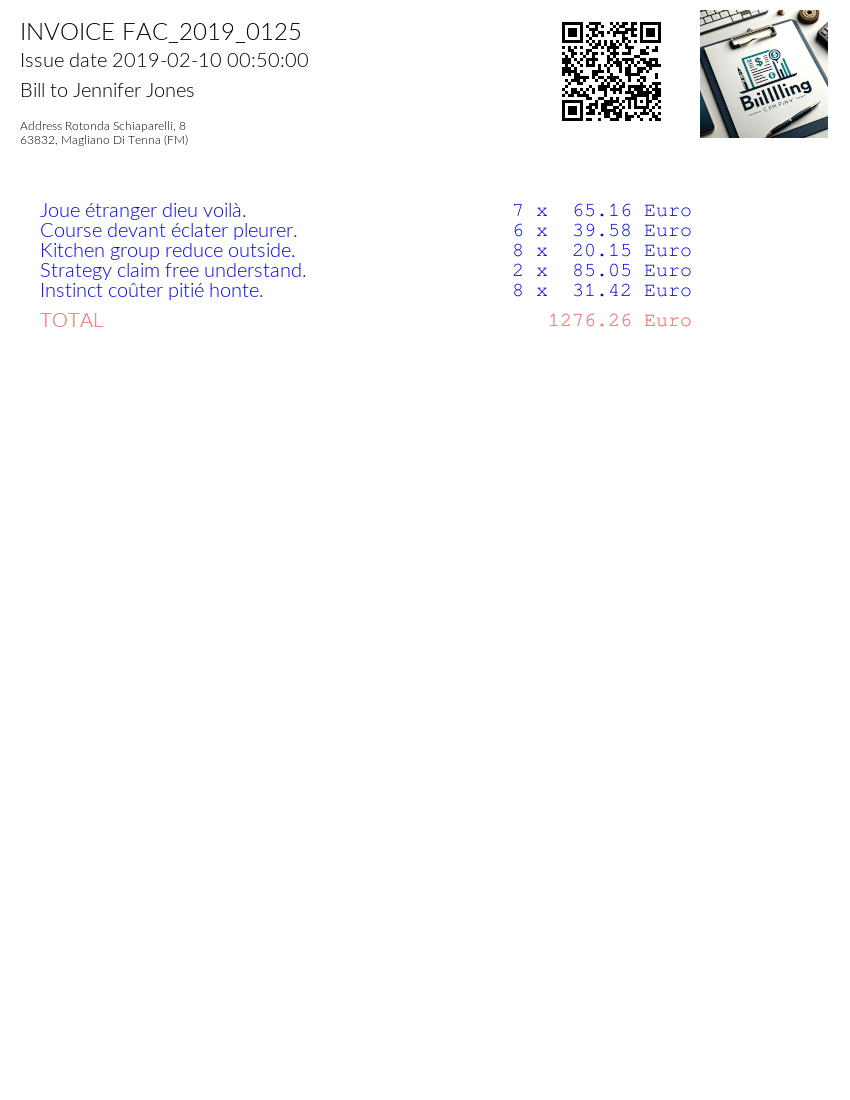 INVOICE FAC_2019_0125
Issue date 2019-02-10 00:50:00
Bill to Jennifer Jones
Address Rotonda Schiaparelli, 8
63832, Magliano Di Tenna (FM)
Biilllling
COMPANY
Joue étranger dieu voilà. 7 x 65.16 Euro
Course devant éclater pleurer. 6 x 39.58 Euro
Kitchen group reduce outside. 8 x 20.15 Euro
Strategy claim free understand. 2 x 85.05 Euro
Instinct coûter pitié honte. 8 x 31.42 Euro
TOTAL 1276.26 Euro